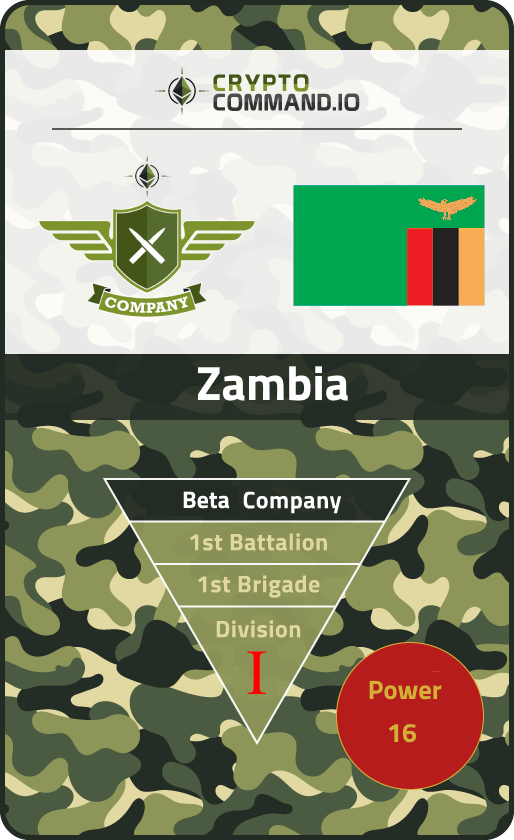 CRYPTO
COMMAND.IO
COMPANY
Zambia
Beta Company
1st Battalion
1st Brigade
Division
I
Power
16